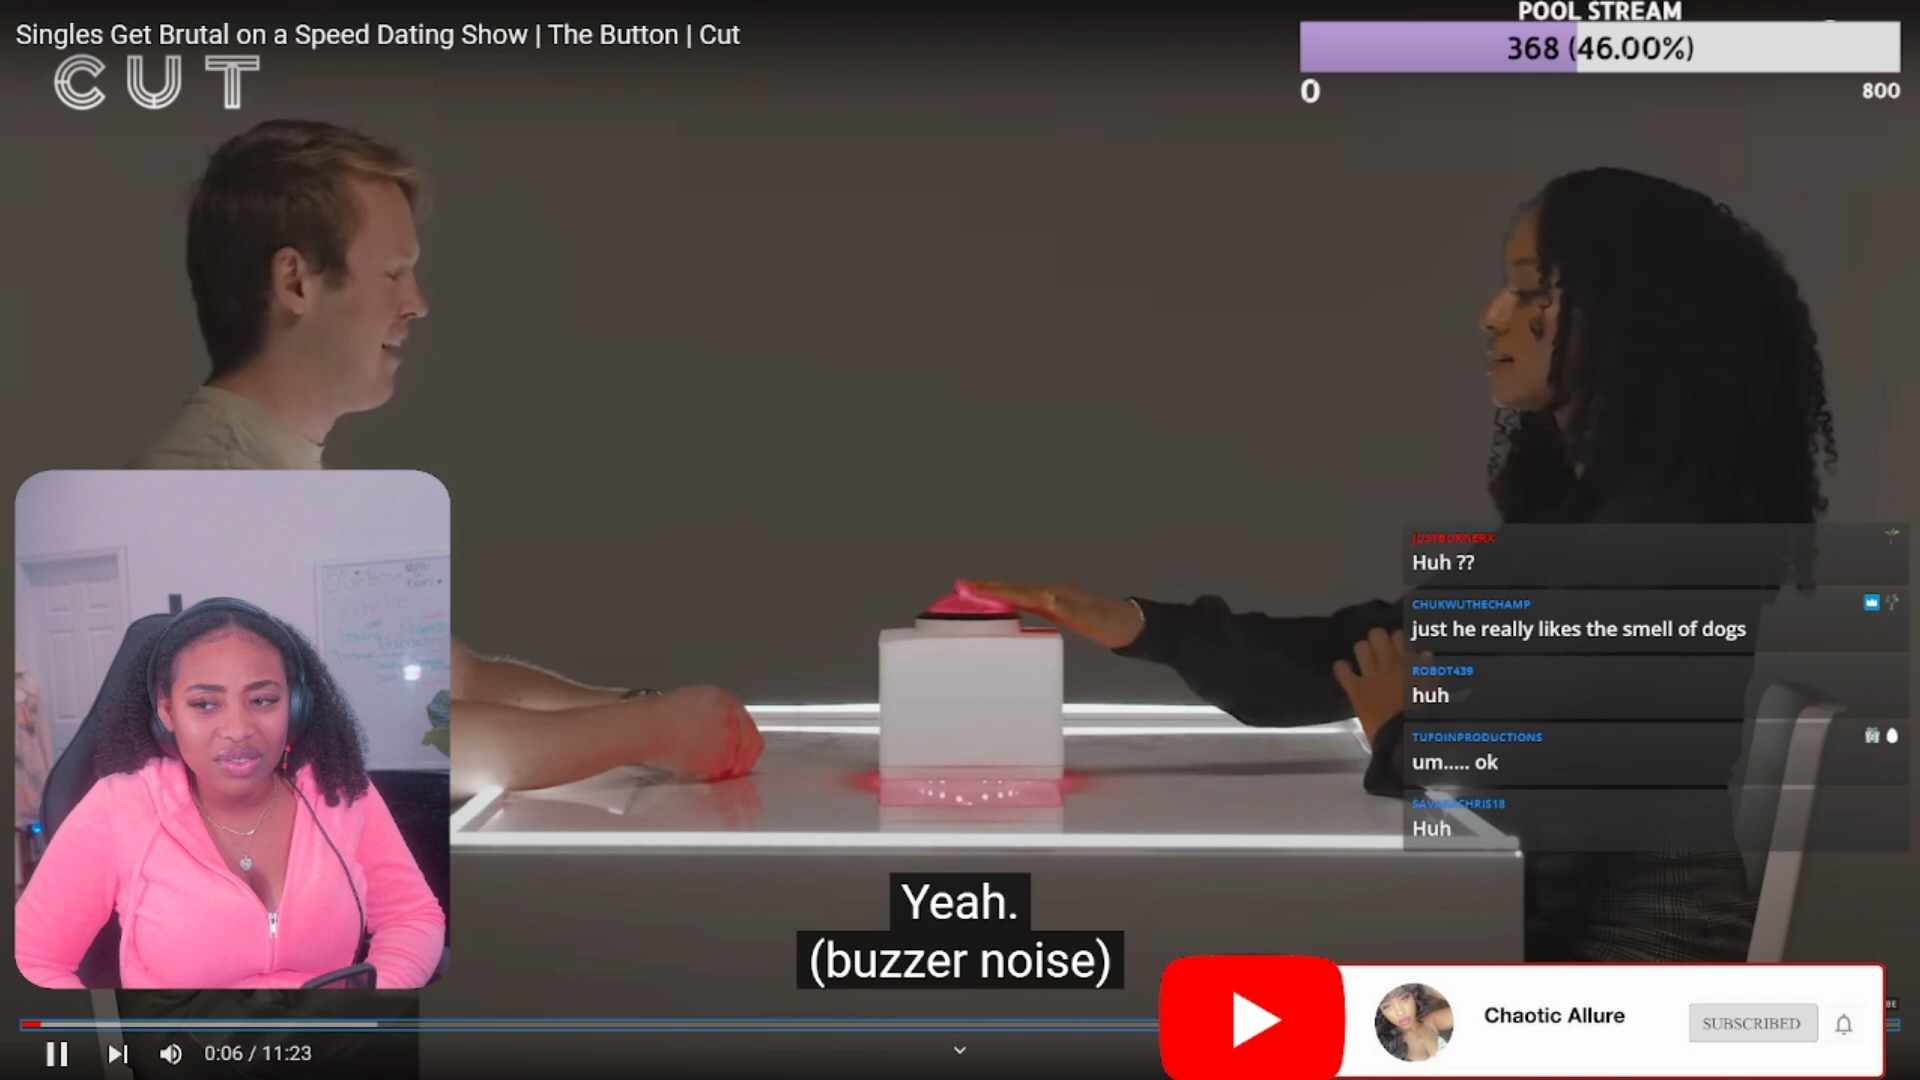 Singles Get Brutal on a Speed Dating Show | The Button | Cut
CUT
POOL STREAM
368 (46.00%)
0
800
JUSTBURNERX
Huh ??
CHUKWUTHECHAMP
just he really likes the smell of dogs
ROBOT439
huh
TUFOINPRODUCTIONS
um..... ok
Huh
Yeah.
(buzzer noise)
Chaotic Allure
SUBSCRIBED
0:06 / 11:23